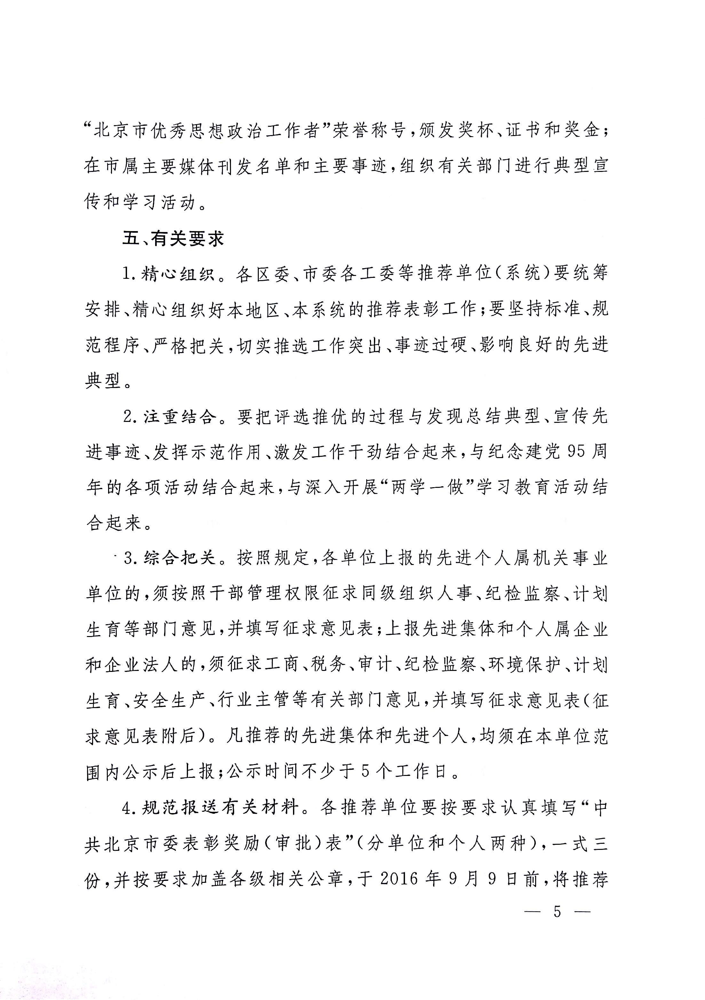 “北京市优秀思想政治工作者”荣誉称号,颁发奖杯、证书和奖金;
在市属主要媒体刊发名单和主要事迹,组织有关部门进行典型宣
传和学习活动。
五、有关要求
1. 精心组织。各区委、市委各工委等推荐单位(系统)要统筹
安排、精心组织好本地区、本系统的推荐表彰工作;要坚持标准、规
范程序、严格把关,切实推选工作突出、事迹过硬、影响良好的先进
典型。
2. 注重结合。要把评选推优的过程与发现总结典型、宣传先
进事迹、发挥示范作用、激发工作干劲结合起来,与纪念建党 95 周
年的各项活动结合起来,与深入开展“两学一做”学习教育活动结
合起来。
3. 综合把关。按照规定,各单位上报的先进个人属机关事业
单位的,须按照干部管理权限征求同级组织人事、纪检监察、计划
生育等部门意见,并填写征求意见表;上报先进集体和个人属企业
和企业法人的,须征求工商、税务、审计、纪检监察、环境保护、计划
生育、安全生产、行业主管等有关部门意见,并填写征求意见表(征
求意见表附后)。凡推荐的先进集体和先进个人,均须在本单位范
围内公示后上报;公示时间不少于 5 个工作日。
4. 规范报送有关材料。各推荐单位要按要求认真填写“中
共北京市委表彰奖励(审批)表”(分单位和个人两种),一式三
份,并按要求加盖各级相关公章,于 2016 年 9 月 9 日前,将推荐
— 5 —